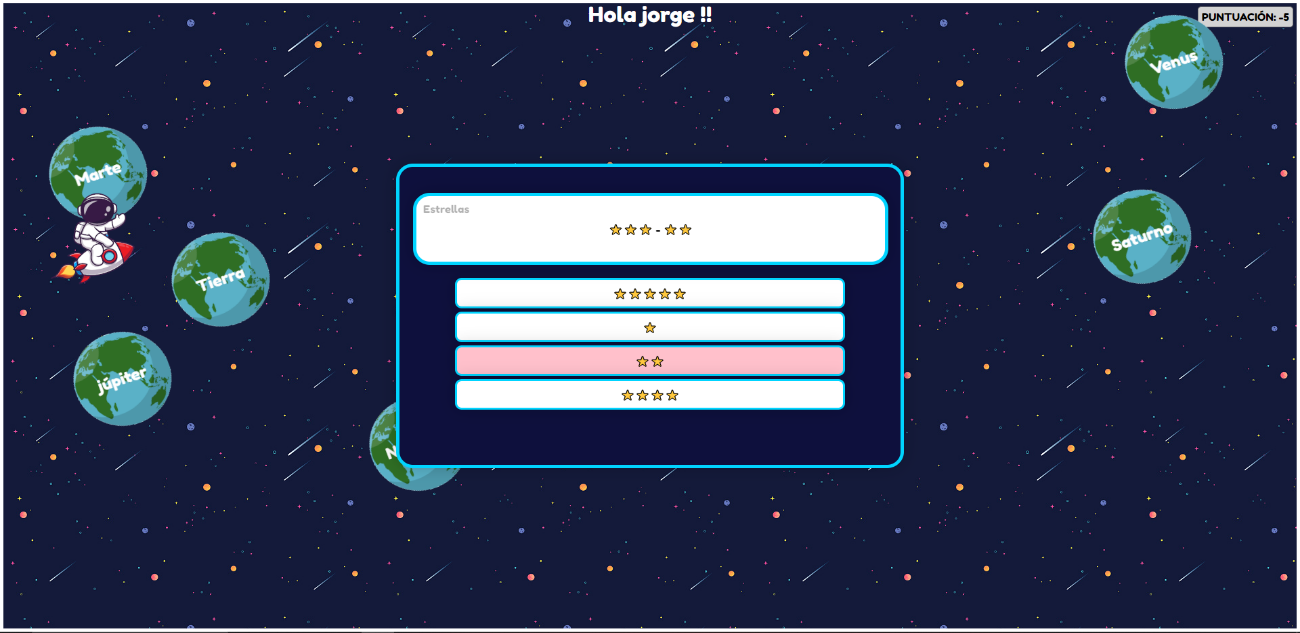 Hola jorge !!
PUNTUACIÓN: -5
Venus
Marte
Saturno
Tierra
júpiter
Estrellas
⭐⭐⭐ - ⭐⭐
⭐⭐⭐⭐⭐
⭐
⭐⭐
⭐⭐⭐⭐